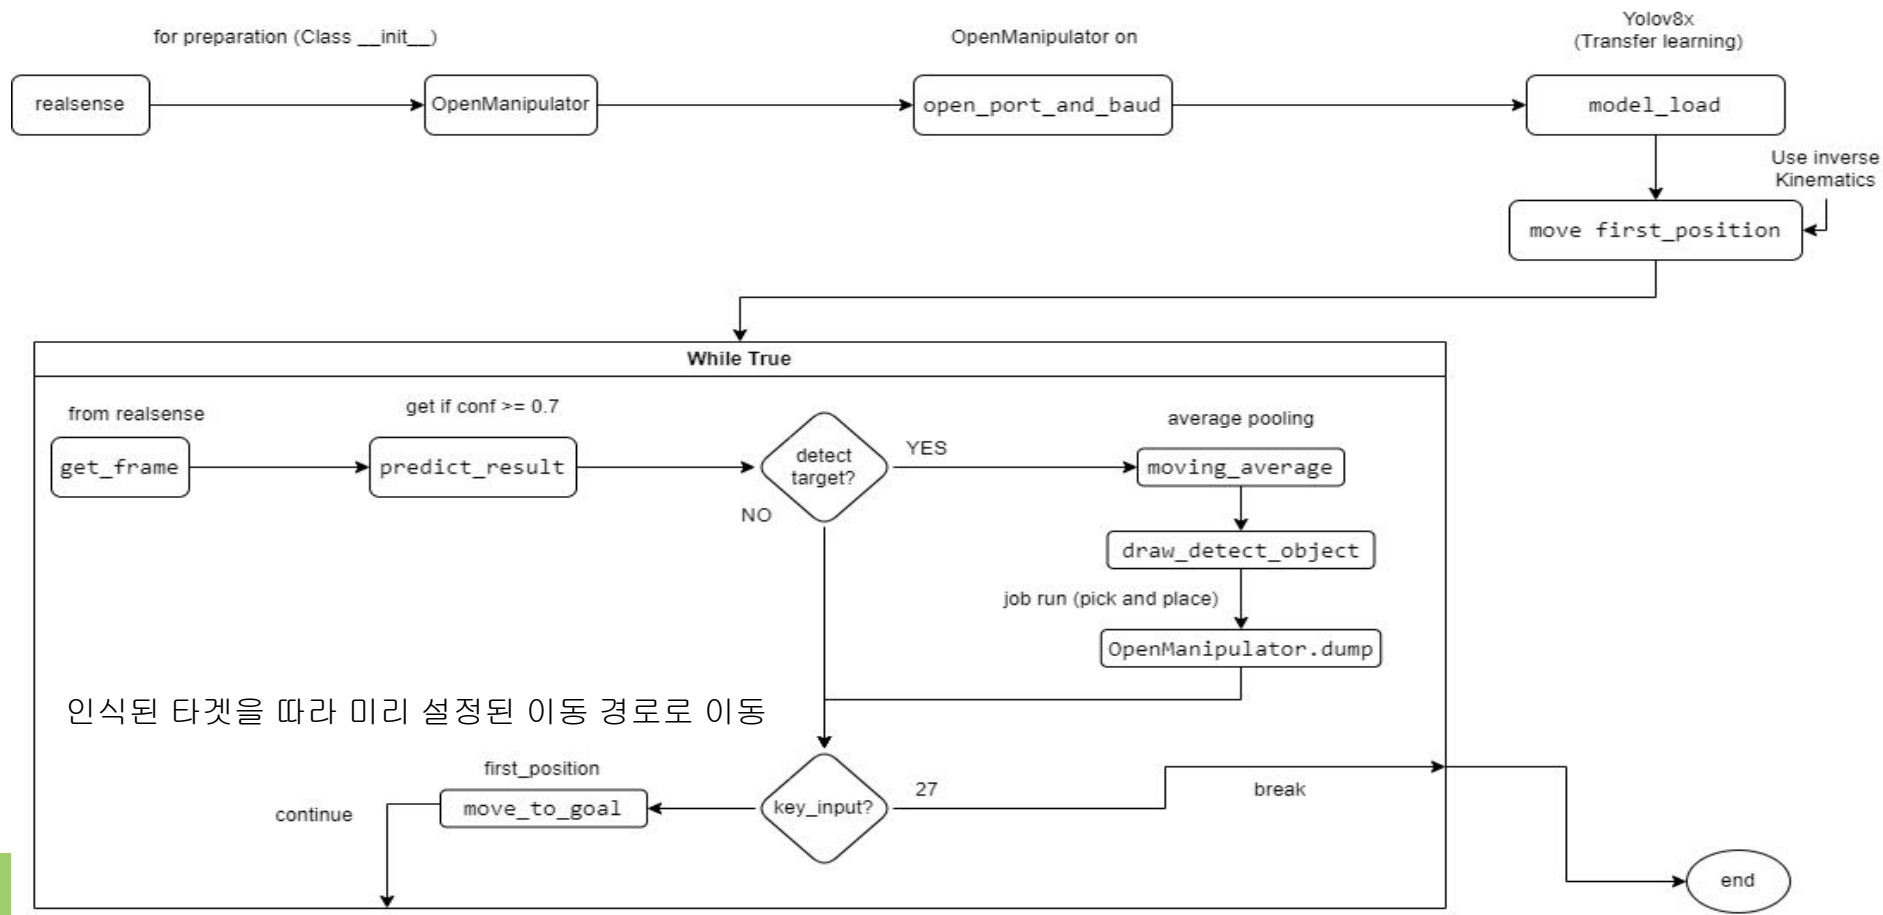 for preparation (Class __init__)
OpenManipulator on
Yolov8x
(Transfer learning)
realsense
OpenManipulator
open_port_and_baud
model_load
Use inverse
Kinematics
move first_position
While True
from realsense
get if conf >= 0.7
average pooling
get_frame
predict_result
detect
target?
YES
NO
moving_average
draw_detect_object
job run (pick and place)
OpenManipulator.dump
인식된 타겟을 따라 미리 설정된 이동 경로로 이동
first_position
continue
move_to_goal
key_input?
27
break
end